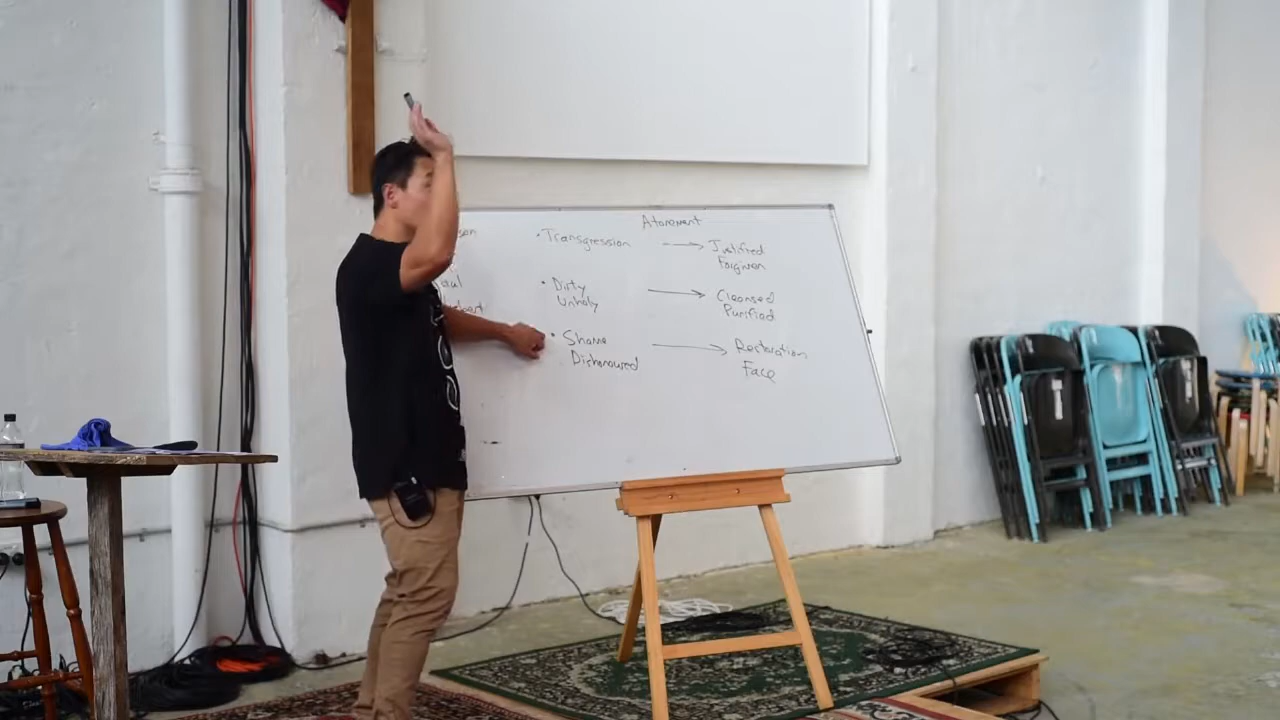 Atonement
• Transgression → Justified
Forgiven
• Dirty → Cleansed
Unholy Purified
• Shame → Restoration
Dishonoured Face